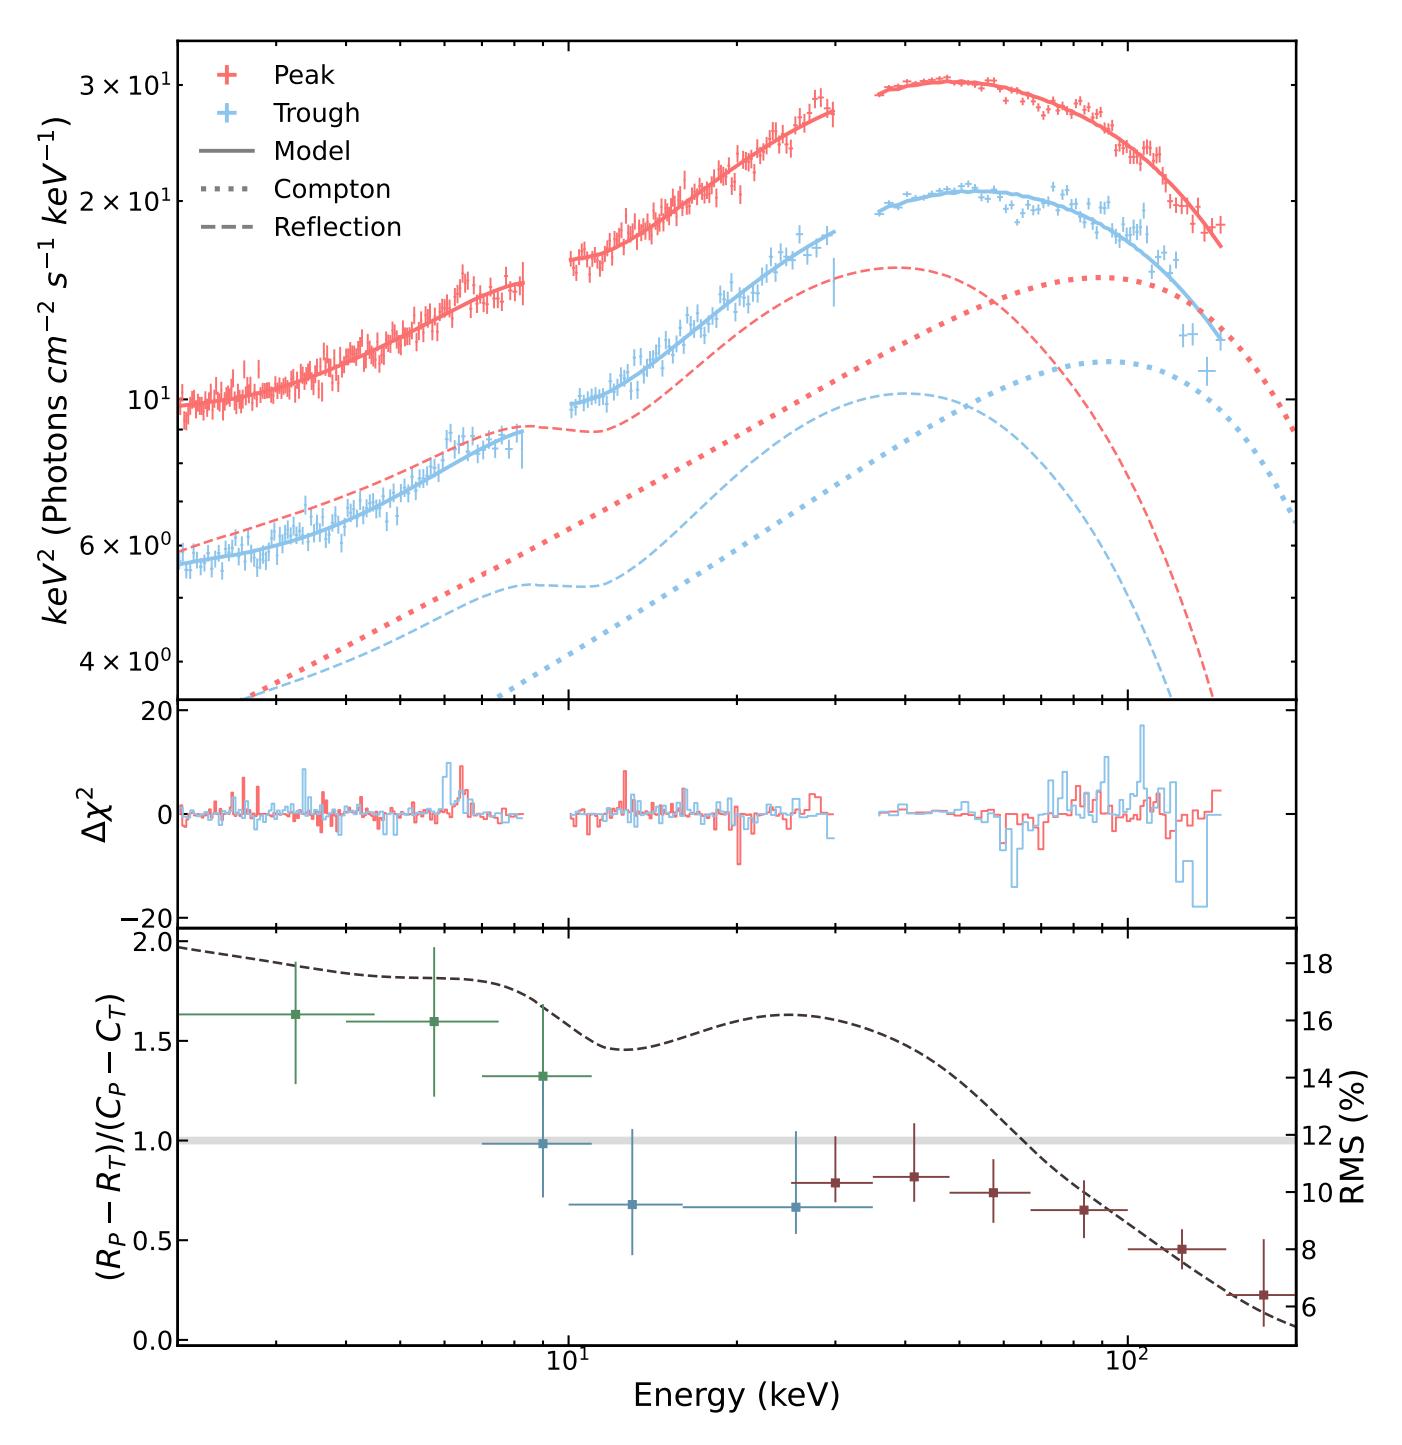 Peak
Trough
Model
Compton
Reflection
3 × 10¹
2 × 10¹
10¹
6 × 10⁰
4 × 10⁰
keV² (Photons cm⁻² s⁻¹ keV⁻¹)
20
0
−20
Δχ²
2.0
1.5
1.0
0.5
0.0
(R_P − R_T)/(C_P − C_T)
18
16
14
12
10
8
6
RMS (%)
10¹
10²
Energy (keV)